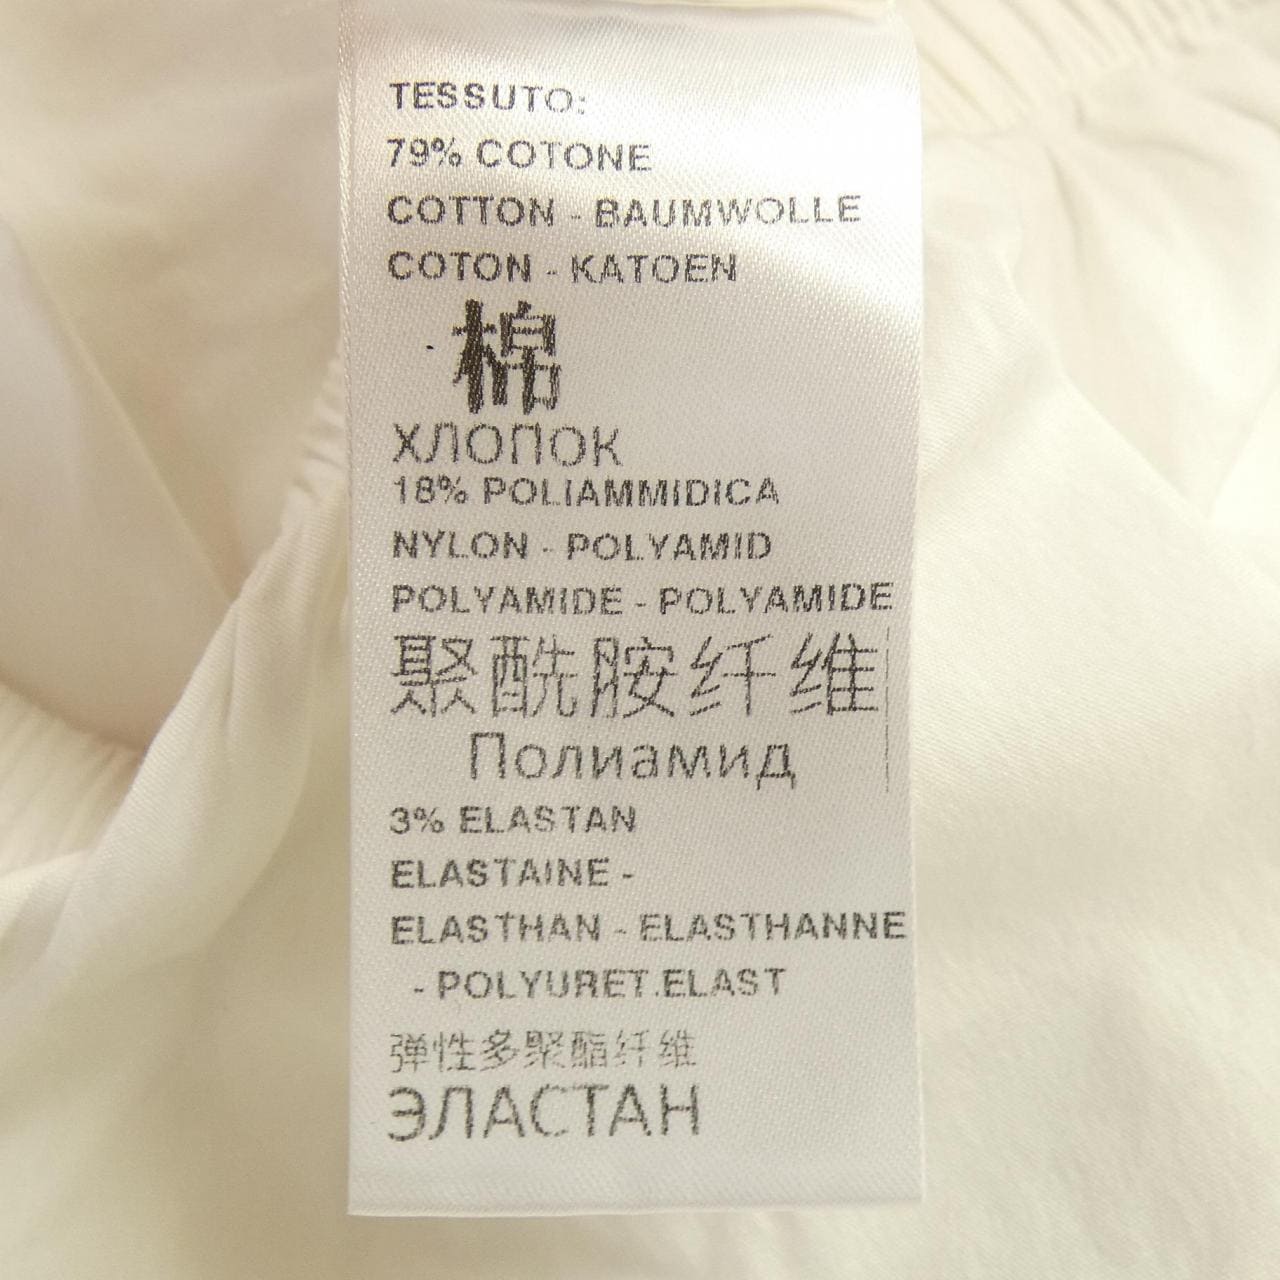 TESSUTO:
79% COTONE
COTTON - BAUMWOLLE
COTON - KATOEN
棉
ХЛОПОК
18% POLIAMMIDICA
NYLON - POLYAMID
POLYAMIDE - POLYAMIDE
聚酰胺纤维
Полиамид
3% ELASTAN
ELASTAINE -
ELASTHAN - ELASTHANNE
- POLYURET.ELAST
弹性多聚酯纤维
ЭЛАСТАН